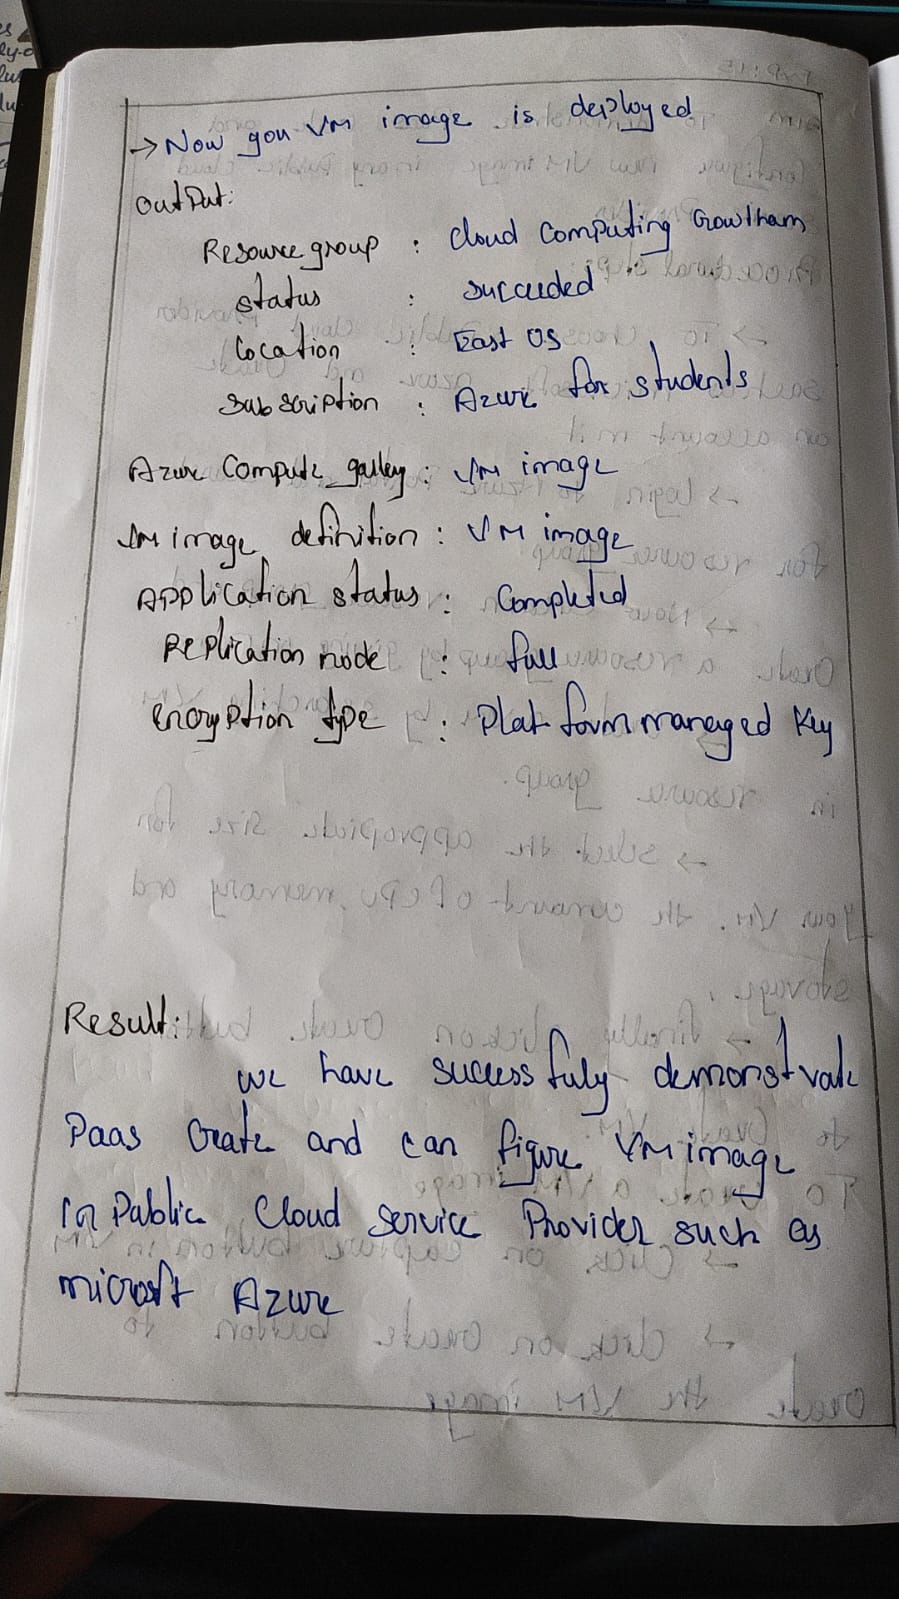 → Now you VM image is deployed
Output:
Resource group : Cloud Computing Gowtham
status : succeeded
Location : East US
Subscription : Azure for students
Azure Compute galley : VM image
VM image definition : VM image
Application status : Completed
Replication node : full
encryption type : Plat form managed Key
Result:
we have success fuly demonstrate
Paas Create and can figure VM image
in Public Cloud Service Provider such as
microsft Azure